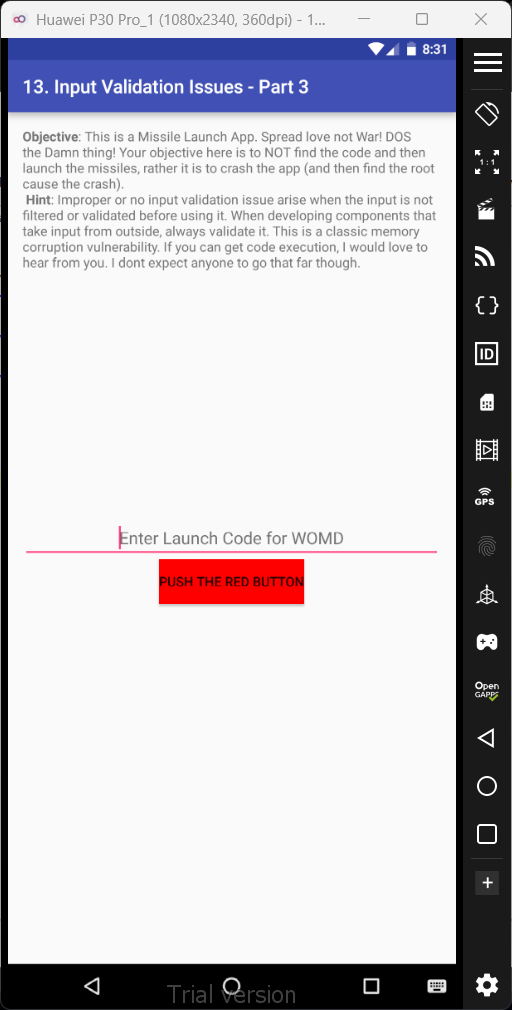 Huawei P30 Pro_1 (1080x2340, 360dpi) - 1...
8:31
13. Input Validation Issues - Part 3
Objective: This is a Missile Launch App. Spread love not War! DOS
the Damn thing! Your objective here is to NOT find the code and then
launch the missiles, rather it is to crash the app (and then find the root
cause the crash).
Hint: Improper or no input validation issue arise when the input is not
filtered or validated before using it. When developing components that
take input from outside, always validate it. This is a classic memory
corruption vulnerability. If you can get code execution, I would love to
hear from you. I dont expect anyone to go that far though.
1 : 1
ID
GPS
Enter Launch Code for WOMD
PUSH THE RED BUTTON
Open
GAPPS
Trial version